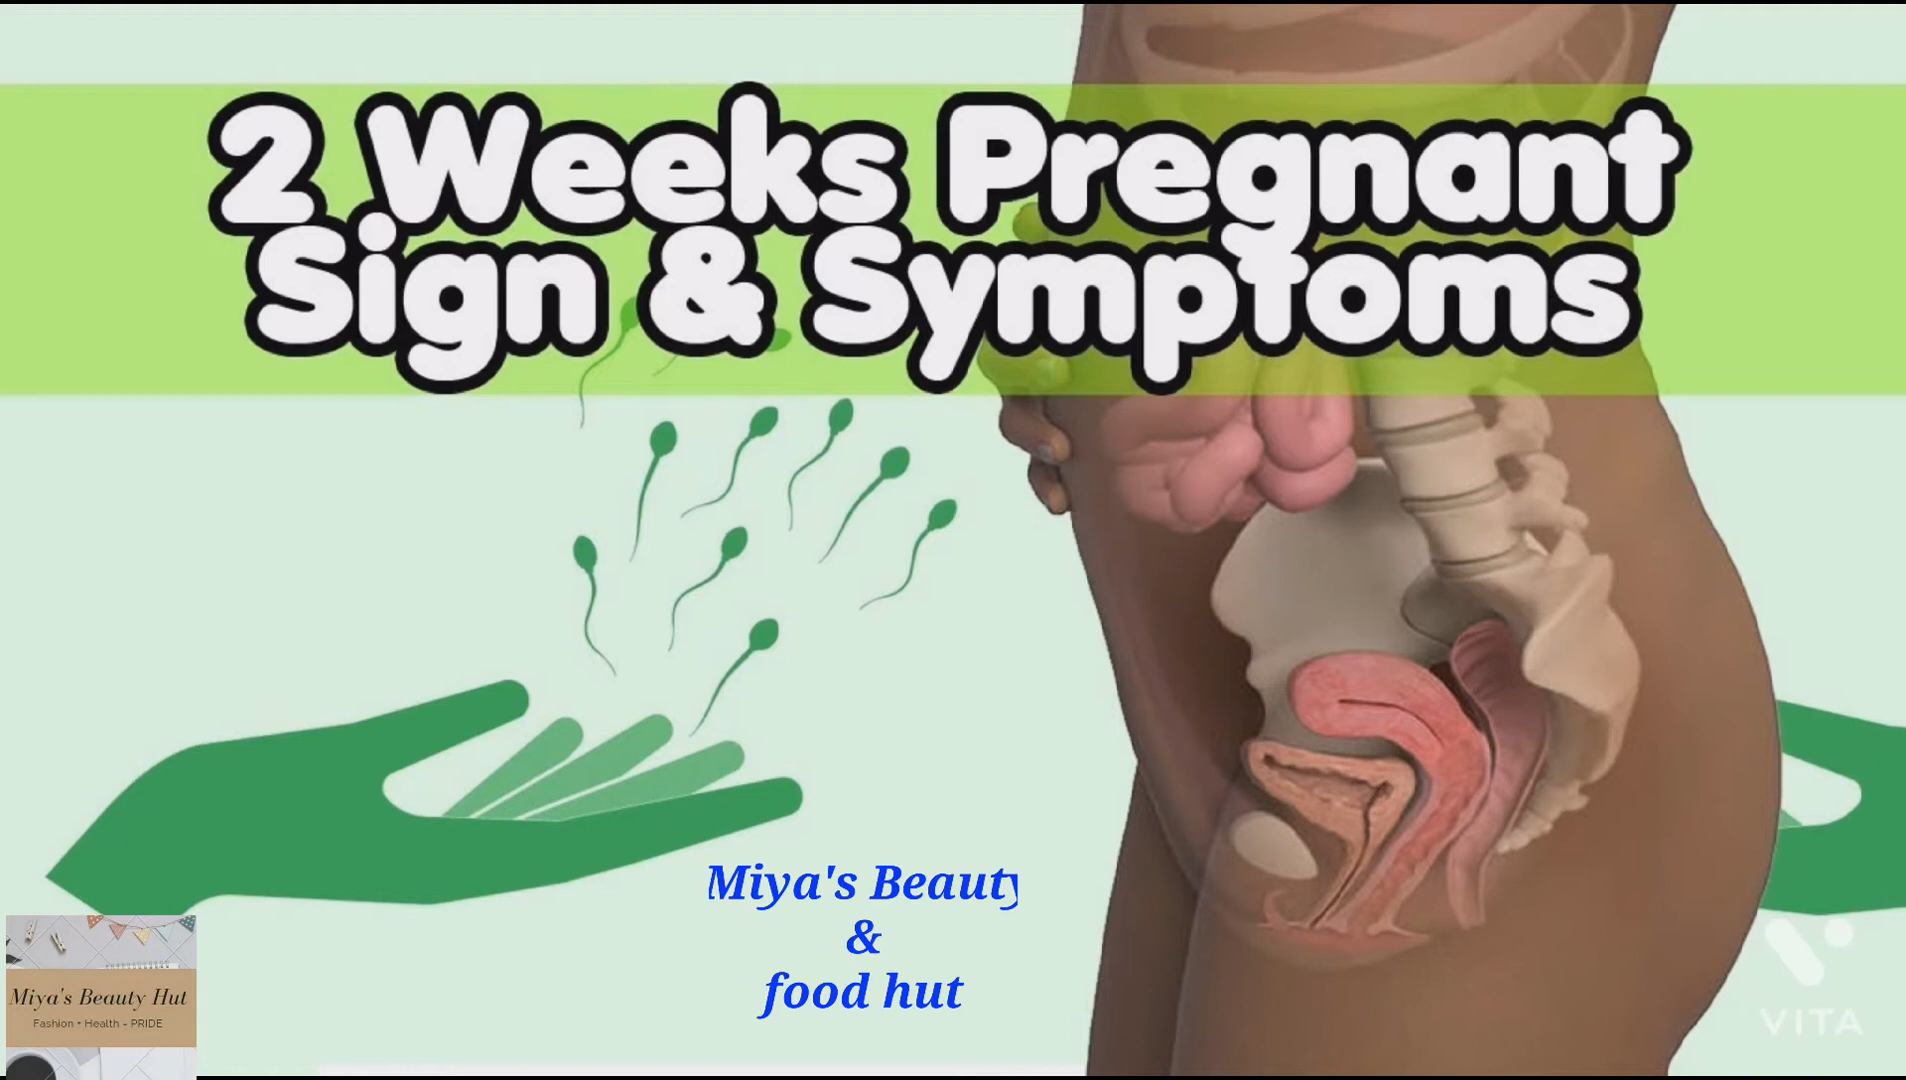 2 Weeks Pregnant
Sign & Symptoms
Miya's Beauty
&
food hut
Miya's Beauty Hut
Fashion + Health = PRIDE
VITA